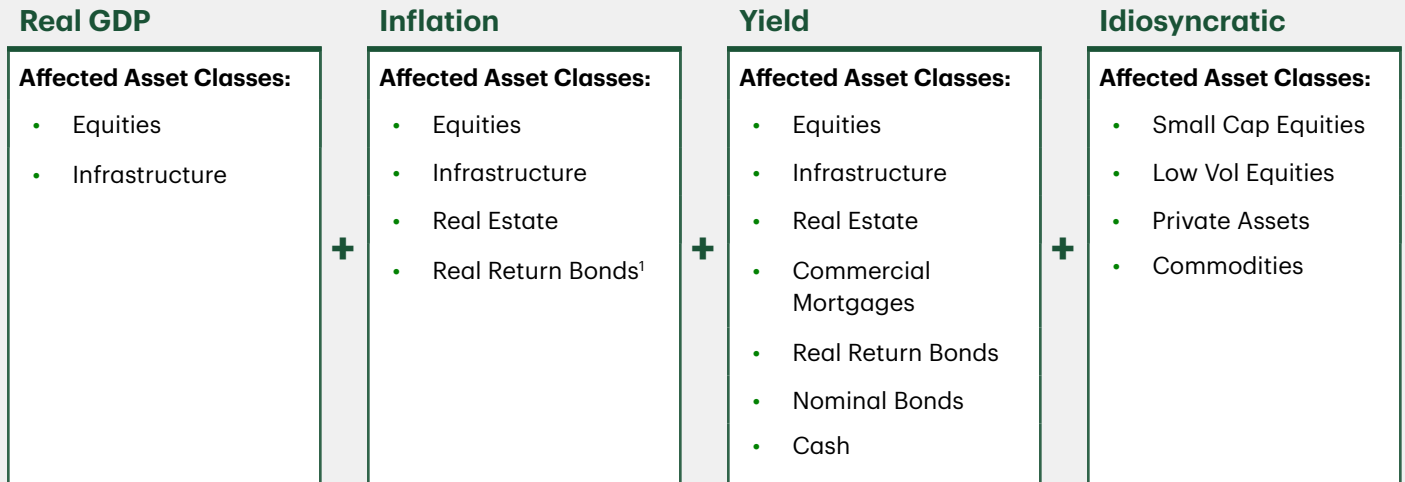 Real GDP
Affected Asset Classes:
• Equities
• Infrastructure
+
Inflation
Affected Asset Classes:
• Equities
• Infrastructure
• Real Estate
• Real Return Bonds¹
+
Yield
Affected Asset Classes:
• Equities
• Infrastructure
• Real Estate
• Commercial
Mortgages
• Real Return Bonds
• Nominal Bonds
• Cash
+
Idiosyncratic
Affected Asset Classes:
• Small Cap Equities
• Low Vol Equities
• Private Assets
• Commodities